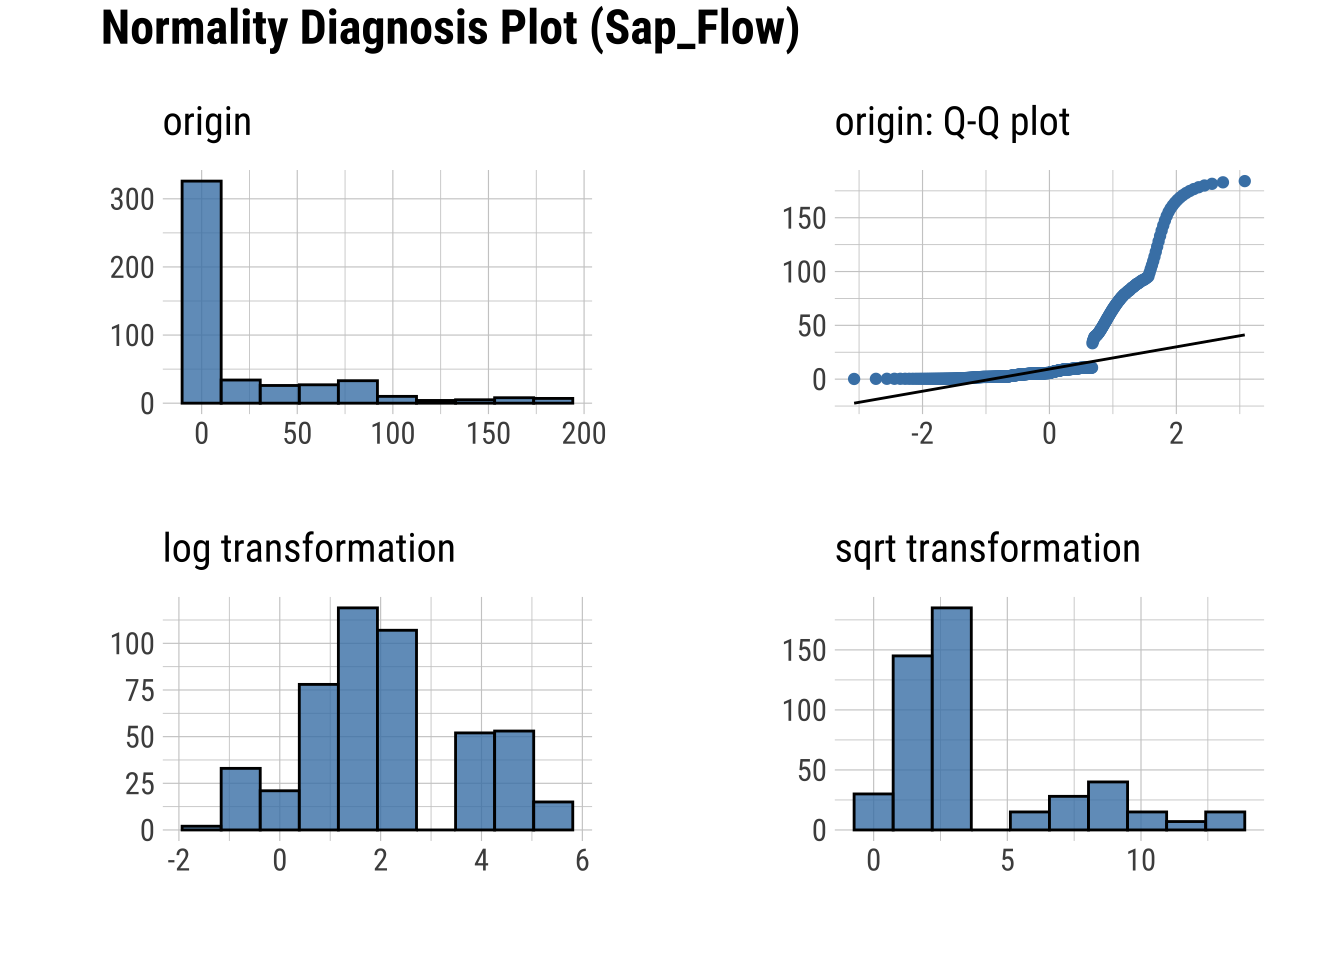 Normality Diagnosis Plot (Sap_Flow)
origin
300
200
100
0
0 50 100 150 200
origin: Q-Q plot
150
100
50
0
-2 0 2
log transformation
100
75
50
25
0
-2 0 2 4 6
sqrt transformation
150
100
50
0
0 5 10